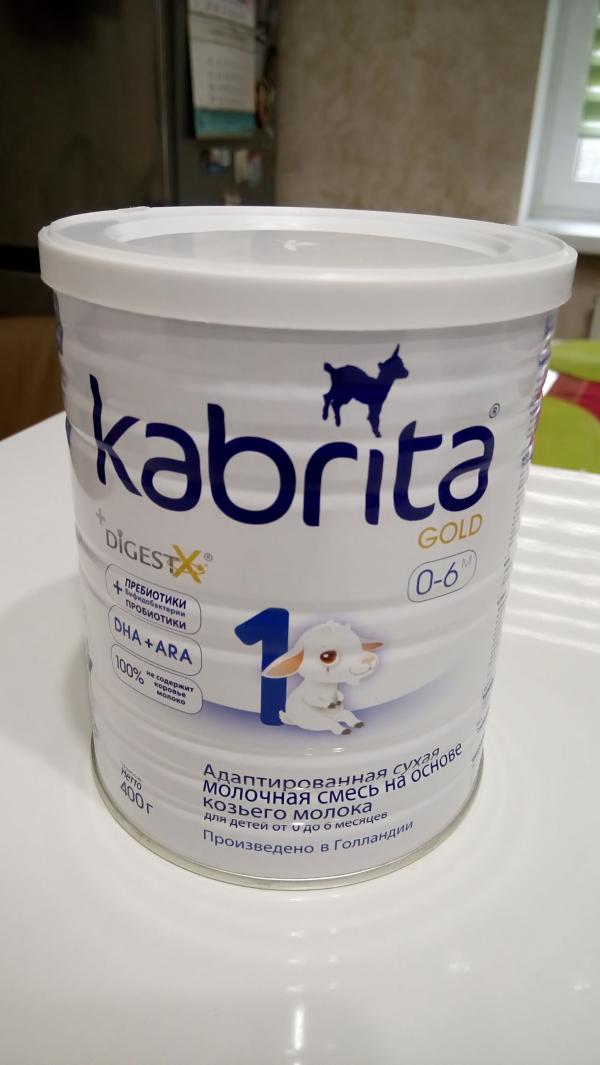 kabrita®
GOLD
0-6 М
+ DIGESTX®
+ ПРЕБИОТИКИ
Бифидобактерии
ПРОБИОТИКИ
DHA + ARA
100% не содержит
коровье
молоко
1
Нетто
400 г
Адаптированная сухая
молочная смесь на основе
козьего молока
для детей от 0 до 6 месяцев
Произведено в Голландии